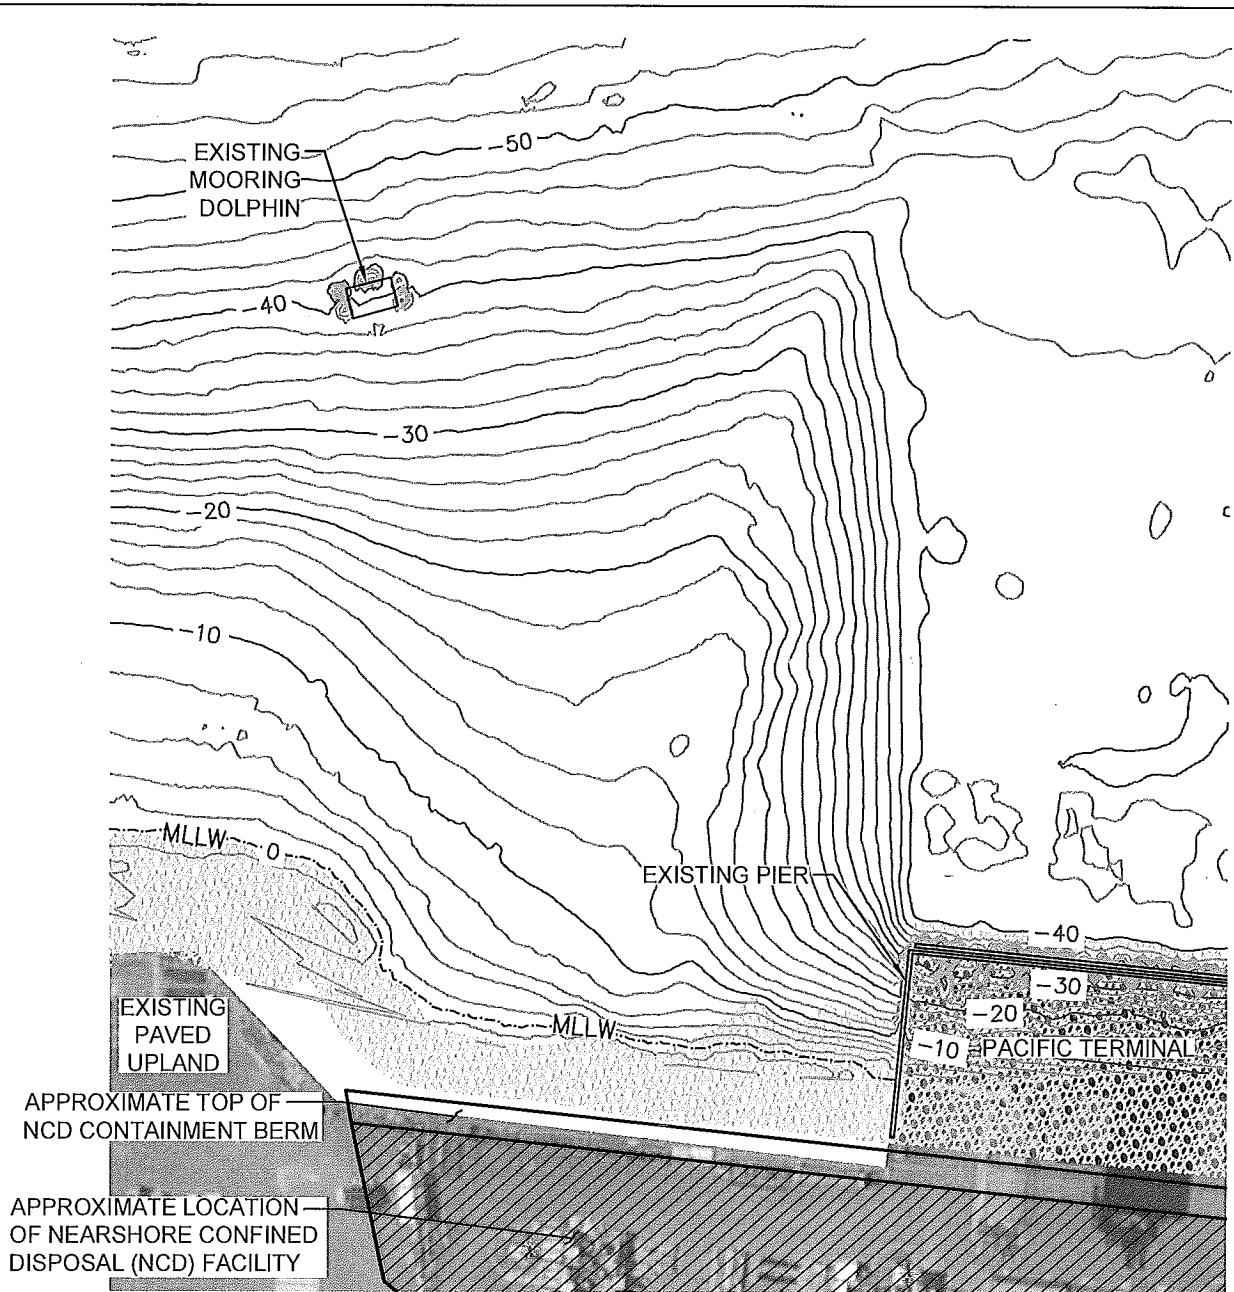 -50
EXISTING
MOORING
DOLPHIN
-40
-30
-20
-10
MLLW
0
EXISTING PIER
-40
-30
-20
-10
PACIFIC TERMINAL
MLLW
EXISTING
PAVED
UPLAND
APPROXIMATE TOP OF
NCD CONTAINMENT BERM
APPROXIMATE LOCATION
OF NEARSHORE CONFINED
DISPOSAL (NCD) FACILITY